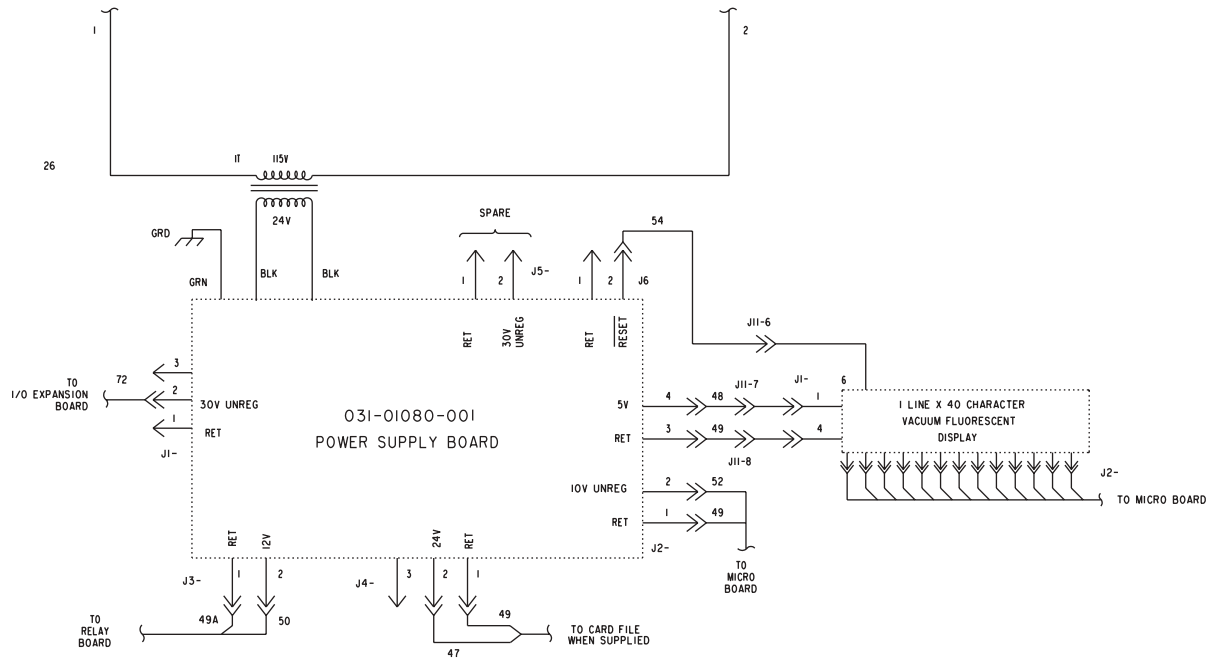 1
2
26
1T
115V
24V
GRD
GRN
BLK
BLK
SPARE
1
2
J5-
54
1
2
J6
RET
30V UNREG
RET
RESET
J11-6
TO I/O EXPANSION BOARD
72
3
2
1
30V UNREG
RET
J1-
031-01080-001
POWER SUPPLY BOARD
5V
4
48
J11-7
J1-
1
6
RET
3
49
J11-8
4
1 LINE X 40 CHARACTER
VACUUM FLUORESCENT
DISPLAY
J2-
TO MICRO BOARD
10V UNREG
2
52
RET
1
49
J2-
TO
MICRO
BOARD
RET
12V
24V
RET
J3-
1
2
J4-
3
2
1
TO
RELAY
BOARD
49A
50
49
47
TO CARD FILE
WHEN SUPPLIED